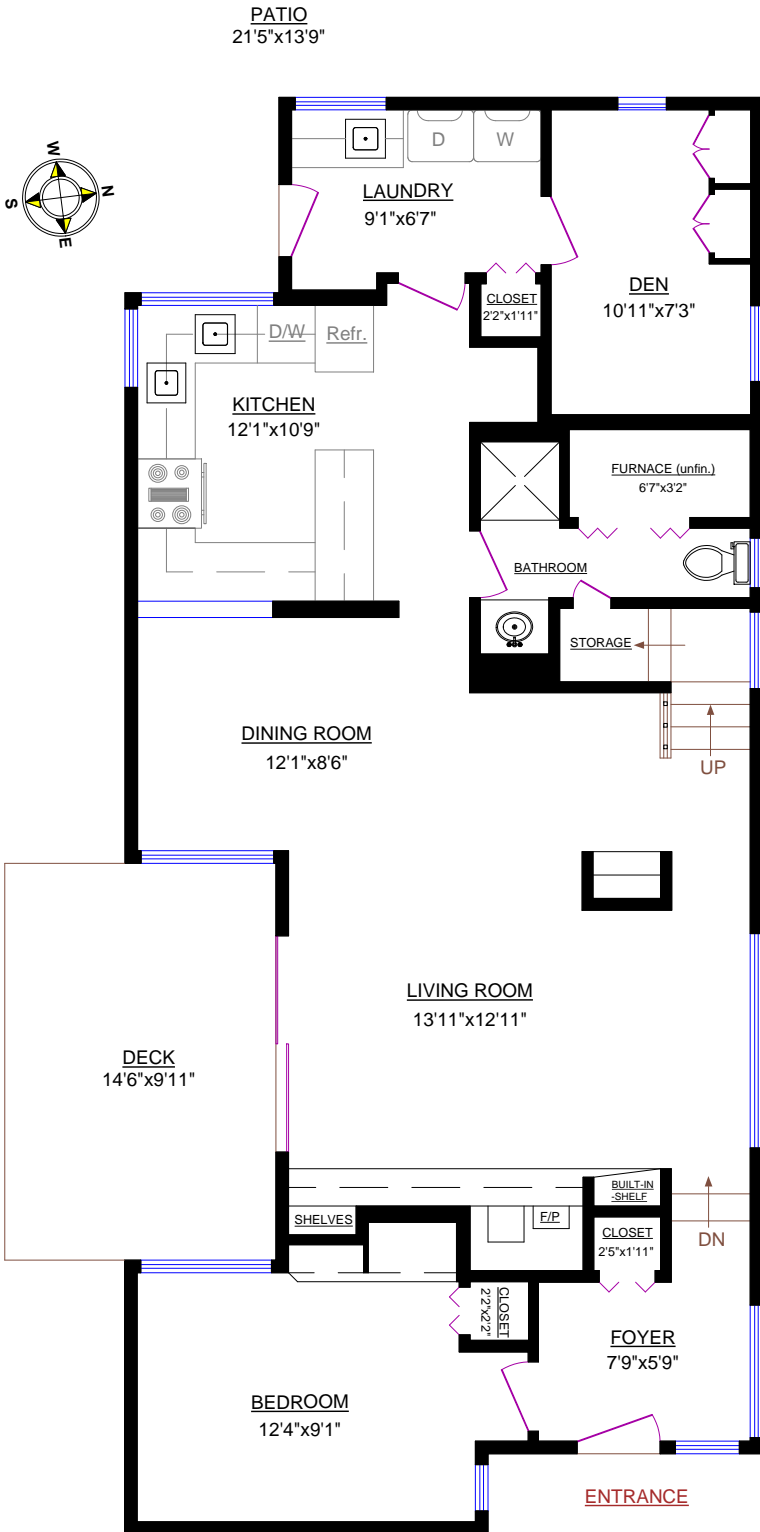 PATIO
21'5"x13'9"
W
N
S
E
D
W
LAUNDRY
9'1"x6'7"
CLOSET
2'2"x1'11"
DEN
10'11"x7'3"
D/W
Refr.
KITCHEN
12'1"x10'9"
FURNACE (unfin.)
6'7"x3'2"
BATHROOM
STORAGE
DINING ROOM
12'1"x8'6"
UP
LIVING ROOM
13'11"x12'11"
DECK
14'6"x9'11"
BUILT-IN
-SHELF
SHELVES
F/P
CLOSET
2'5"x1'11"
DN
CLOSET
2'2"x2'2"
FOYER
7'9"x5'9"
BEDROOM
12'4"x9'1"
ENTRANCE